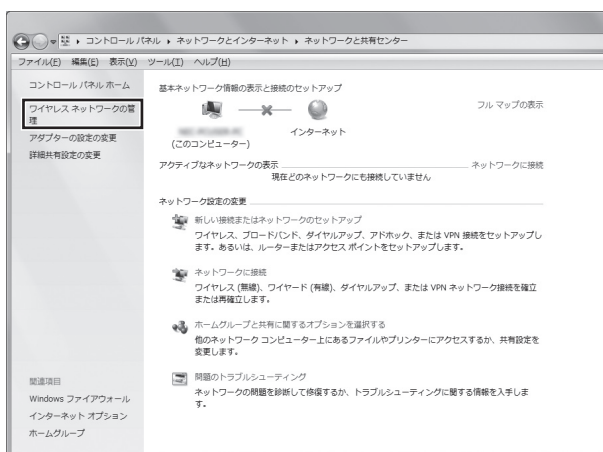 コントロール パネル ▸ ネットワークとインターネット ▸ ネットワークと共有センター
ファイル(F) 編集(E) 表示(V) ツール(T) ヘルプ(H)
コントロール パネル ホーム
ワイヤレス ネットワークの管
理
アダプターの設定の変更
詳細共有設定の変更
基本ネットワーク情報の表示と接続のセットアップ
フル マップの表示
インターネット
(このコンピューター)
アクティブなネットワークの表示
ネットワークに接続
現在どのネットワークにも接続していません
ネットワーク設定の変更
新しい接続またはネットワークのセットアップ
ワイヤレス、ブロードバンド、ダイヤルアップ、アドホック、または VPN 接続をセットアップし
ます。あるいは、ルーターまたはアクセス ポイントをセットアップします。
ネットワークに接続
ワイヤレス (無線)、ワイヤード (有線)、ダイヤルアップ、または VPN ネットワーク接続を確立
または再確立します。
ホームグループと共有に関するオプションを選択する
他のネットワーク コンピューター上にあるファイルやプリンターにアクセスするか、共有設定を
変更します。
問題のトラブルシューティング
ネットワークの問題を診断して修復するか、トラブルシューティングに関する情報を入手しま
す。
関連項目
Windows ファイアウォール
インターネット オプション
ホームグループ